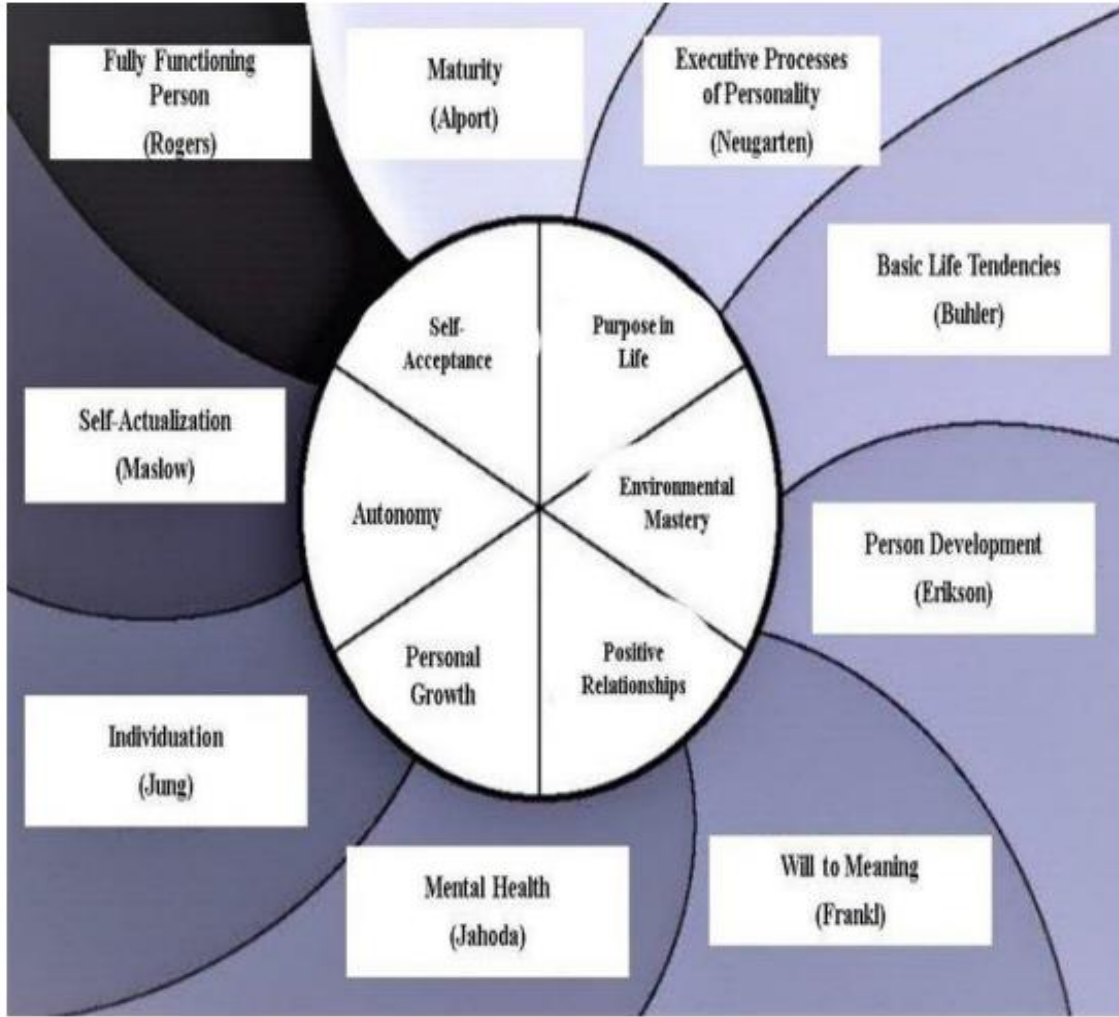 Fully Functioning
Person
(Rogers)
Maturity
(Alport)
Executive Processes
of Personality
(Neugarten)
Basic Life Tendencies
(Buhler)
Self-
Acceptance
Purpose in
Life
Self-Actualization
(Maslow)
Autonomy
Environmental
Mastery
Person Development
(Erikson)
Personal
Growth
Positive
Relationships
Individuation
(Jung)
Mental Health
(Jahoda)
Will to Meaning
(Frankl)